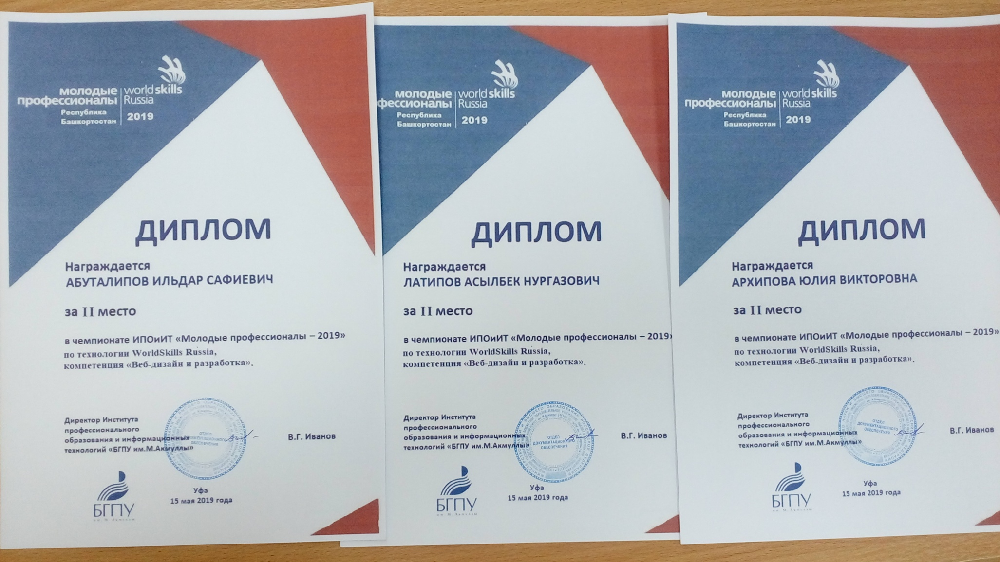 молодые
профессионалы
Республика
Башкортостан
world skills
Russia
2019
ДИПЛОМ
Награждается
АБУТАЛИПОВ ИЛЬДАР САФИЕВИЧ
за II место
в чемпионате ИПОиИТ «Молодые профессионалы – 2019»
по технологии WorldSkills Russia,
компетенция «Веб-дизайн и разработка».
Директор Института
профессионального
образования и информационных
технологий «БГПУ им.М.Акмуллы»
ОТДЕЛ
ДОКУМЕНТАЦИОННОГО
ОБЕСПЕЧЕНИЯ
В.Г. Иванов
БГПУ
им. М. Акмуллы
Уфа
15 мая 2019 года
молодые
фессионалы
Республика
Башкортостан
world skills
Russia
2019
ДИПЛОМ
Награждается
ЛАТИПОВ АСЫЛБЕК НУРГАЗОВИЧ
за II место
в чемпионате ИПОиИТ «Молодые профессионалы – 2019»
по технологии WorldSkills Russia,
компетенция «Веб-дизайн и разработка».
Директор Института
профессионального
образования и информационных
технологий «БГПУ им.М.Акмуллы»
ОТДЕЛ
ДОКУМЕНТАЦИОННОГО
ОБЕСПЕЧЕНИЯ
В.Г. Иванов
БГПУ
им. М. Акмуллы
Уфа
15 мая 2019 года
молодые
профессионалы
Республика
Башкортостан
world skills
Russia
2019
ДИПЛОМ
Награждается
АРХИПОВА ЮЛИЯ ВИКТОРОВНА
за II место
в чемпионате ИПОиИТ «Молодые профессионалы – 2019»
по технологии WorldSkills Russia,
компетенция «Веб-дизайн и разработка».
Директор Института
профессионального
образования и информационных
технологий «БГПУ им.М.Акмуллы»
ОТДЕЛ
ДОКУМЕНТАЦИОННОГО
ОБЕСПЕЧЕНИЯ
В.Г. Иванов
БГПУ
им. М. Акмуллы
Уфа
15 мая 2019 года